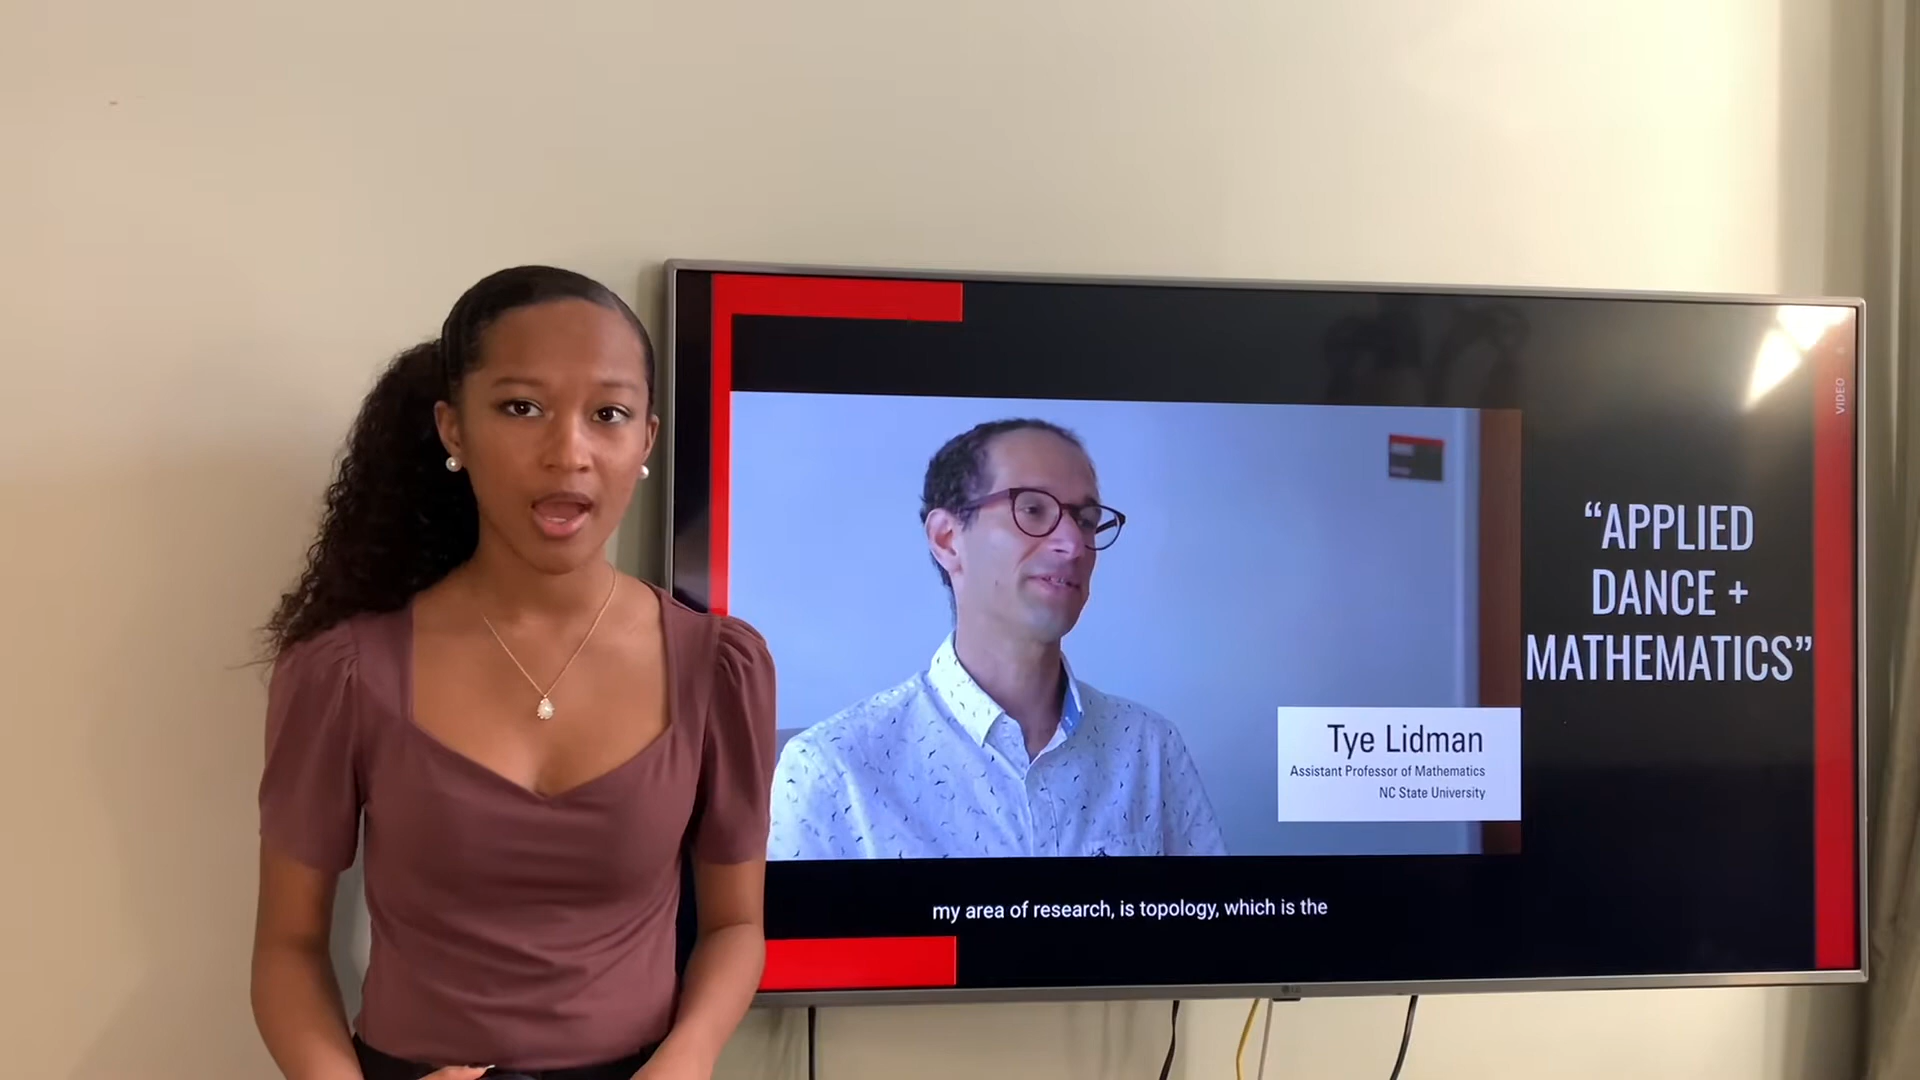 VIDEO
“APPLIED
DANCE +
MATHEMATICS”
Tye Lidman
Assistant Professor of Mathematics
NC State University
my area of research, is topology, which is the
LG